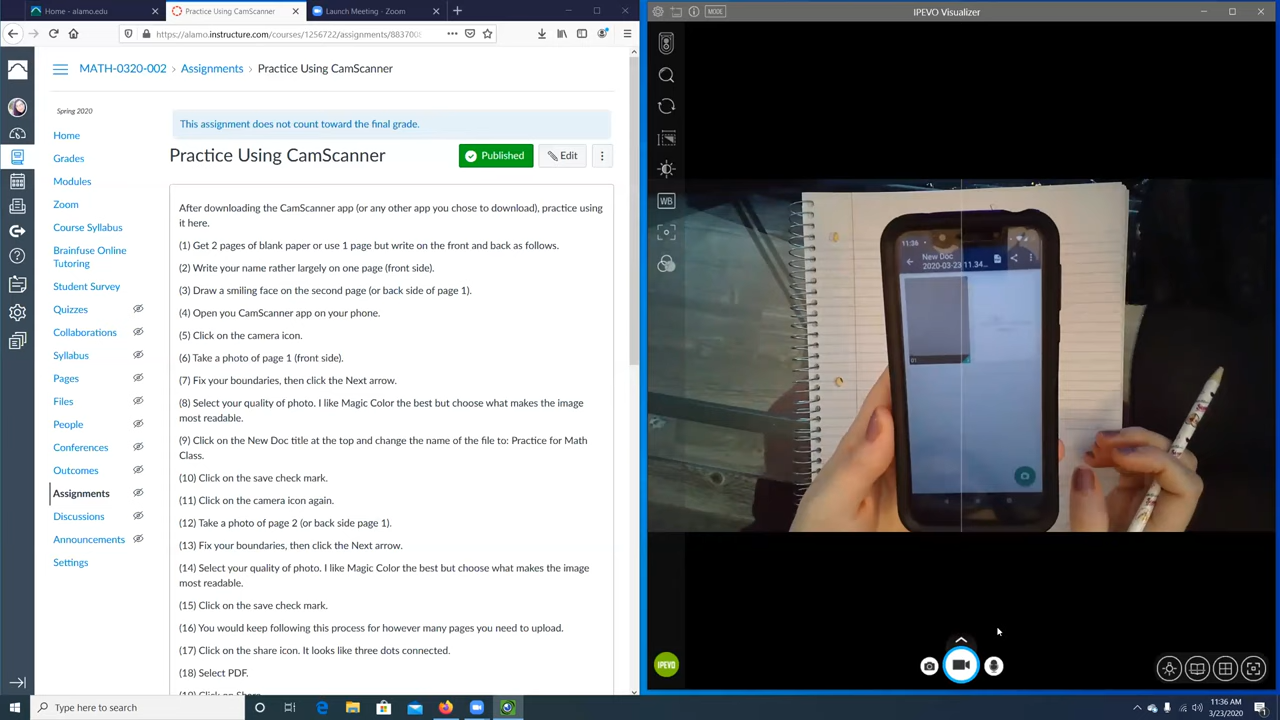 Home - alamo.edu
Practice Using CamScanner
Launch Meeting - Zoom
https://alamo.instructure.com/courses/1256722/assignments/883700
IPEVO Visualizer
MODE
MATH-0320-002 > Assignments > Practice Using CamScanner
Spring 2020
Home
Grades
Modules
Zoom
Course Syllabus
Brainfuse Online
Tutoring
Student Survey
Quizzes
Collaborations
Syllabus
Pages
Files
People
Conferences
Outcomes
Assignments
Discussions
Announcements
Settings
This assignment does not count toward the final grade.
Practice Using CamScanner
Published
Edit
After downloading the CamScanner app (or any other app you chose to download), practice using
it here.
(1) Get 2 pages of blank paper or use 1 page but write on the front and back as follows.
(2) Write your name rather largely on one page (front side).
(3) Draw a smiling face on the second page (or back side of page 1).
(4) Open you CamScanner app on your phone.
(5) Click on the camera icon.
(6) Take a photo of page 1 (front side).
(7) Fix your boundaries, then click the Next arrow.
(8) Select your quality of photo. I like Magic Color the best but choose what makes the image
most readable.
(9) Click on the New Doc title at the top and change the name of the file to: Practice for Math
Class.
(10) Click on the save check mark.
(11) Click on the camera icon again.
(12) Take a photo of page 2 (or back side page 1).
(13) Fix your boundaries, then click the Next arrow.
(14) Select your quality of photo. I like Magic Color the best but choose what makes the image
most readable.
(15) Click on the save check mark.
(16) You would keep following this process for however many pages you need to upload.
(17) Click on the share icon. It looks like three dots connected.
(18) Select PDF.
(19) Click on Share
WB
11:36
New Doc
2020-03-23 11.34...
01
IPEVO
Type here to search
11:36 AM
3/23/2020
1